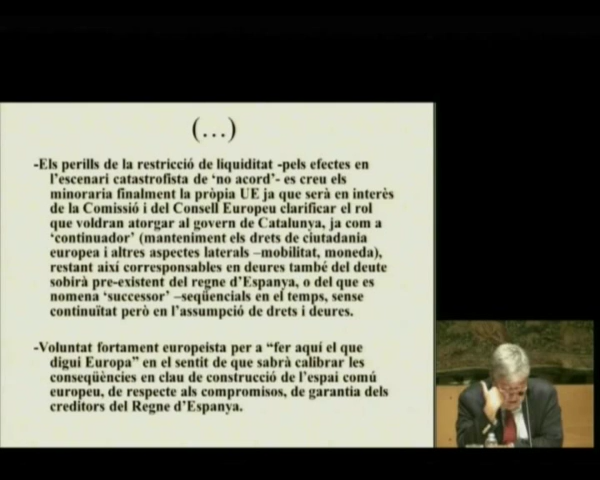 (…)
-Els perills de la restricció de liquiditat -pels efectes en
l'escenari catastrofista de 'no acord'- es creu els
minoraria finalment la pròpia UE ja que serà en interès
de la Comissió i del Consell Europeu clarificar el rol
que voldran atorgar al govern de Catalunya, ja com a
'continuador' (manteniment els drets de ciutadania
europea i altres aspectes laterals –mobilitat, moneda),
restant així corresponsables en deures també del deute
sobirà pre-existent del regne d'Espanya, o del que es
nomena 'successor' –seqüencials en el temps, sense
continuïtat però en l'assumpció de drets i deures.
-Voluntat fortament europeista per a "fer aquí el que
digui Europa" en el sentit de que sabrà calibrar les
conseqüències en clau de construcció de l'espai comú
europeu, de respecte als compromisos, de garantia dels
creditors del Regne d'Espanya.